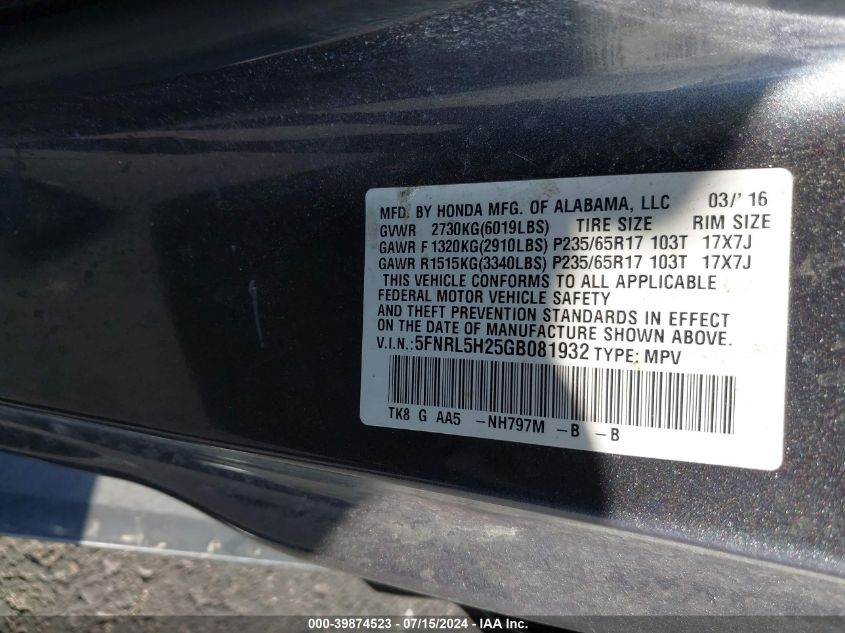 MFD. BY HONDA MFG. OF ALABAMA, LLC 03/' 16
GVWR 2730KG(6019LBS) TIRE SIZE RIM SIZE
GAWR F1320KG(2910LBS) P235/65R17 103T 17X7J
GAWR R1515KG(3340LBS) P235/65R17 103T 17X7J
THIS VEHICLE CONFORMS TO ALL APPLICABLE
FEDERAL MOTOR VEHICLE SAFETY
AND THEFT PREVENTION STANDARDS IN EFFECT
ON THE DATE OF MANUFACTURE SHOWN ABOVE.
V.I.N.:5FNRL5H25GB081932 TYPE: MPV
TK8 G AA5 -NH797M -B -B
000-39874523 - 07/15/2024 - IAA Inc.